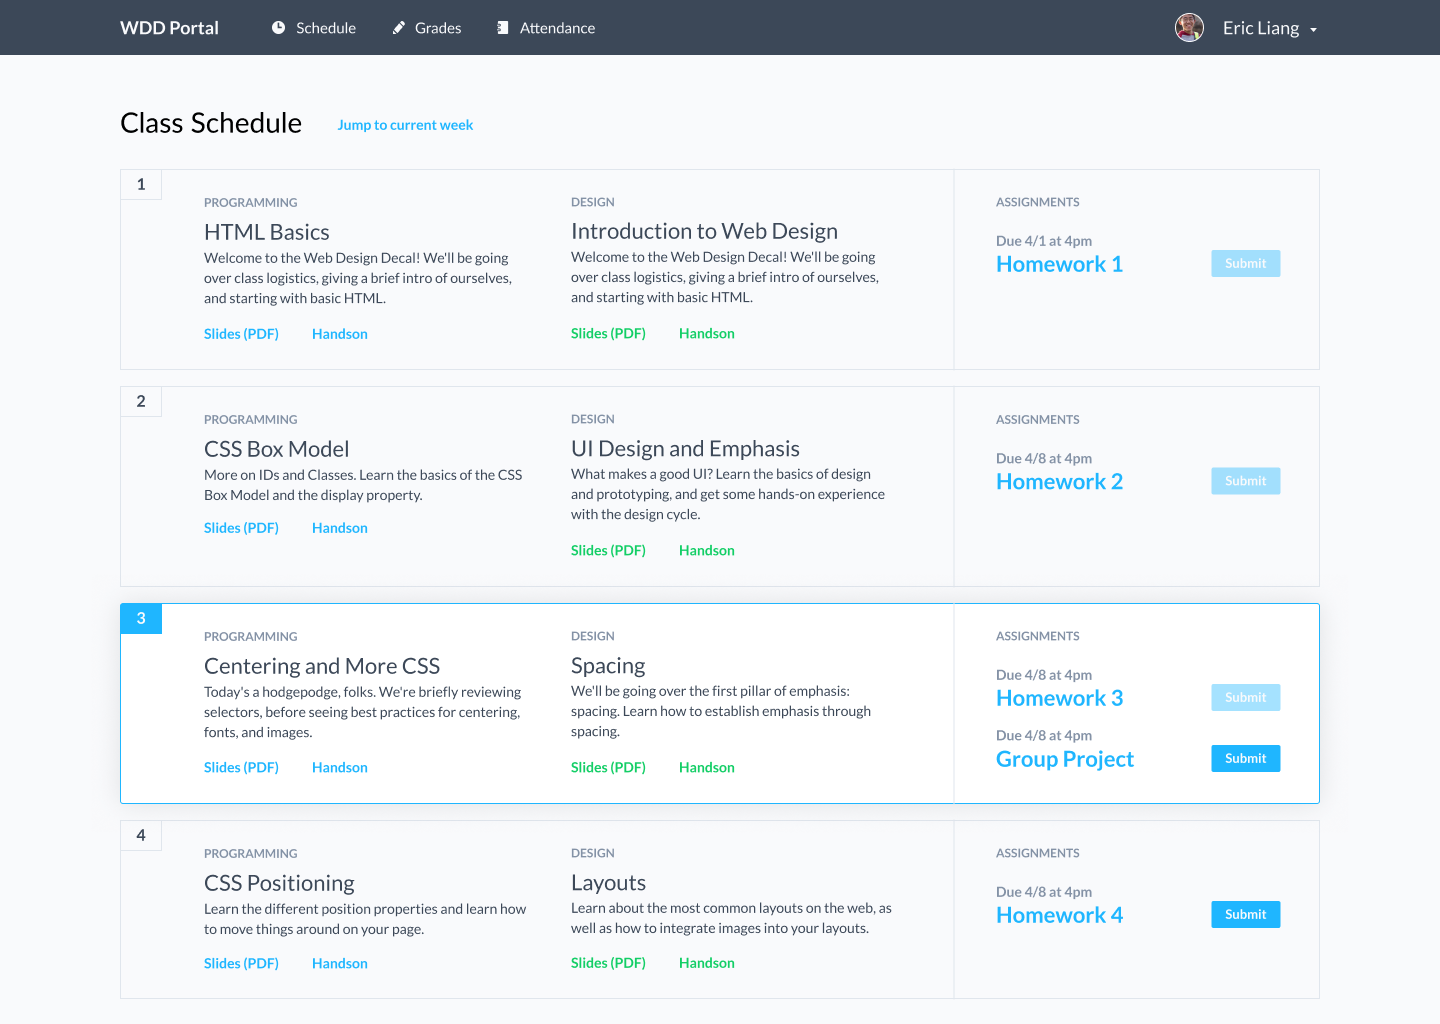 WDD Portal
Schedule
Grades
Attendance
Eric Liang
Class Schedule
Jump to current week
1
PROGRAMMING
HTML Basics
Welcome to the Web Design Decal! We'll be going
over class logistics, giving a brief intro of ourselves,
and starting with basic HTML.
Slides (PDF)
Handson
DESIGN
Introduction to Web Design
Welcome to the Web Design Decal! We'll be going
over class logistics, giving a brief intro of ourselves,
and starting with basic HTML.
Slides (PDF)
Handson
ASSIGNMENTS
Due 4/1 at 4pm
Homework 1
Submit
2
PROGRAMMING
CSS Box Model
More on IDs and Classes. Learn the basics of the CSS
Box Model and the display property.
Slides (PDF)
Handson
DESIGN
UI Design and Emphasis
What makes a good UI? Learn the basics of design
and prototyping, and get some hands-on experience
with the design cycle.
Slides (PDF)
Handson
ASSIGNMENTS
Due 4/8 at 4pm
Homework 2
Submit
3
PROGRAMMING
Centering and More CSS
Today's a hodgepodge, folks. We're briefly reviewing
selectors, before seeing best practices for centering,
fonts, and images.
Slides (PDF)
Handson
DESIGN
Spacing
We'll be going over the first pillar of emphasis:
spacing. Learn how to establish emphasis through
spacing.
Slides (PDF)
Handson
ASSIGNMENTS
Due 4/8 at 4pm
Homework 3
Submit
Due 4/8 at 4pm
Group Project
Submit
4
PROGRAMMING
CSS Positioning
Learn the different position properties and learn how
to move things around on your page.
Slides (PDF)
Handson
DESIGN
Layouts
Learn about the most common layouts on the web, as
well as how to integrate images into your layouts.
Slides (PDF)
Handson
ASSIGNMENTS
Due 4/8 at 4pm
Homework 4
Submit